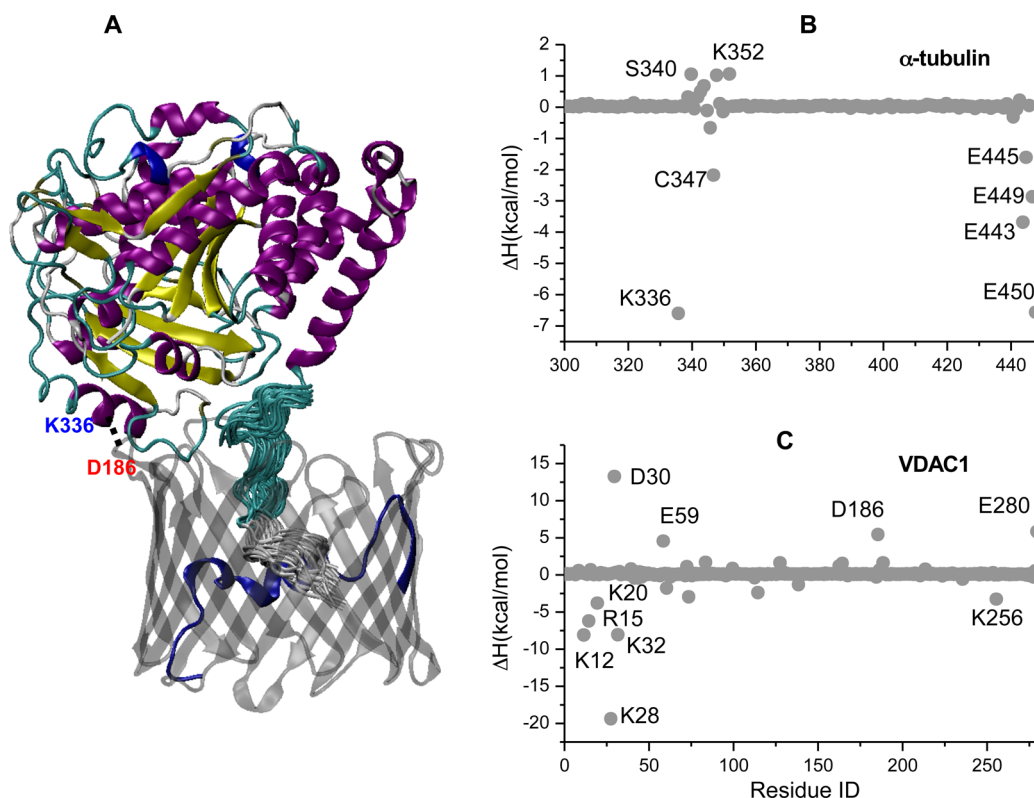 A
K336
D186
B
α-tubulin
ΔH(kcal/mol)
2
1
0
-1
-2
-3
-4
-5
-6
-7
S340
K352
C347
K336
E445
E449
E443
E450
300 320 340 360 380 400 420 440
C
VDAC1
ΔH(kcal/mol)
15
10
5
0
-5
-10
-15
-20
D30
E59
D186
E280
K20
R15
K32
K12
K28
K256
0 50 100 150 200 250
Residue ID